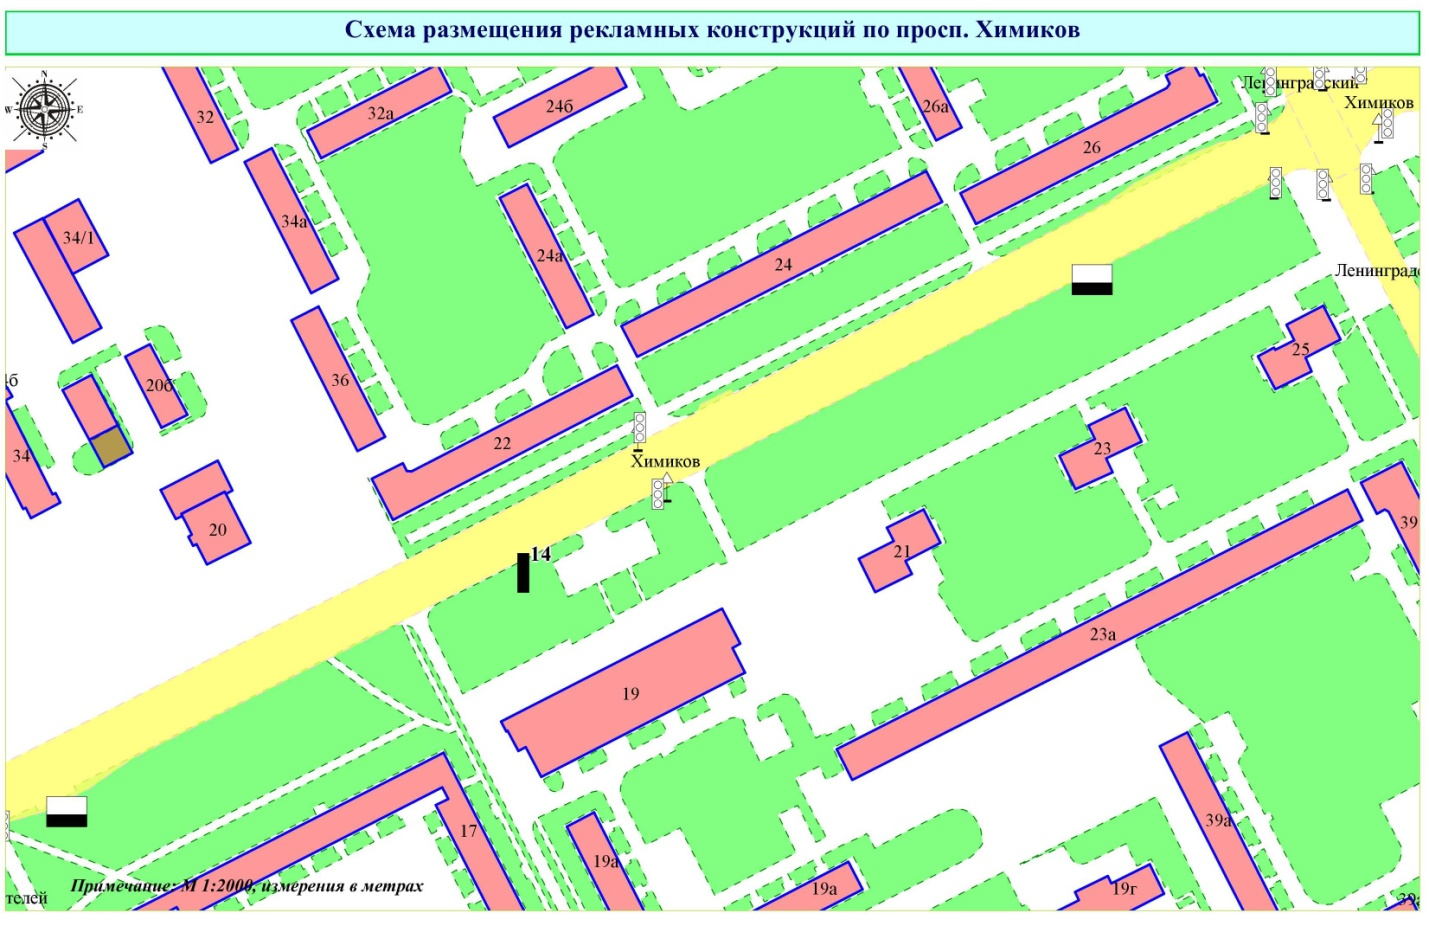 Схема размещения рекламных конструкций по просп. Химиков
N
W
E
S
32
32а
24б
26а
26
Ленинградский
Химиков
34а
34/1
24а
24
Ленинград
36
20б
25
34
22
23
Химиков
20
14
21
39
23а
19
17
19а
39а
19а
19г
Примечание: М 1:2000, измерения в метрах
телей